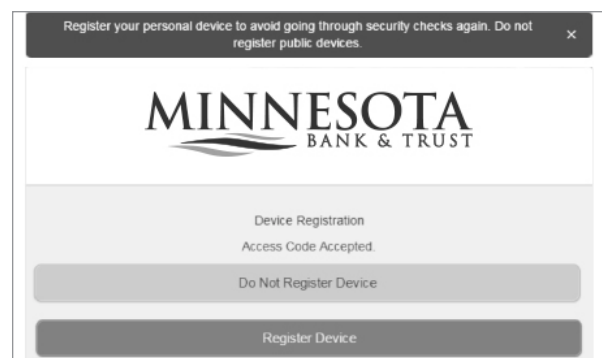 Register your personal device to avoid going through security checks again. Do not
register public devices.
×
MINNESOTA
BANK & TRUST
Device Registration
Access Code Accepted.
Do Not Register Device
Register Device